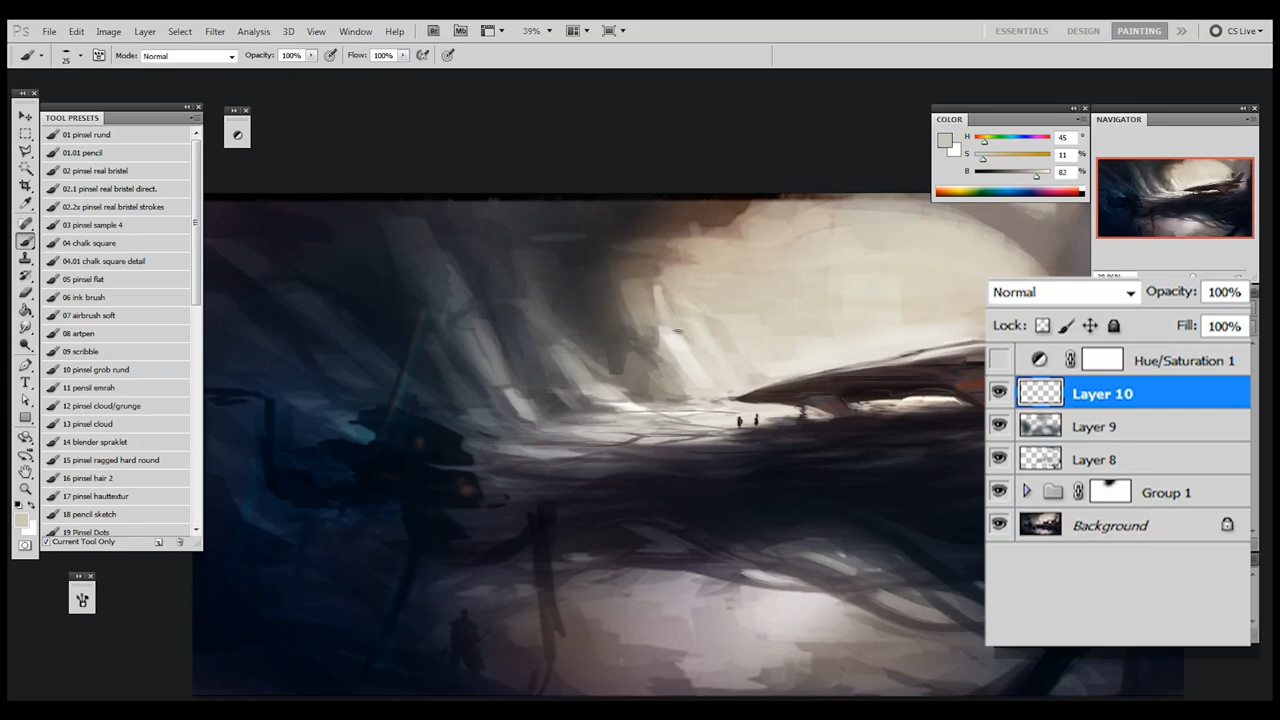 Ps File Edit Image Layer Select Filter Analysis 3D View Window Help Br Mb 39% ESSENTIALS DESIGN PAINTING CS Live
25 Mode: Normal Opacity: 100% Flow: 100%
TOOL PRESETS
01 pinsel rund
01.01 pencil
02 pinsel real bristel
02.1 pinsel real bristel direct.
02.2x pinsel real bristel strokes
03 pinsel sample 4
04 chalk square
04.01 chalk square detail
05 pinsel flat
06 ink brush
07 airbrush soft
08 artpen
09 scribble
10 pinsel grob rund
11 pensil emrah
12 pinsel cloud/grunge
13 pinsel cloud
14 blender spraklet
15 pinsel ragged hard round
16 pinsel hair 2
17 pinsel hauttextur
18 pencil sketch
19 Pinsel Dots
Current Tool Only
COLOR
H 45 °
S 11 %
B 82 %
NAVIGATOR
Normal Opacity: 100%
Lock: Fill: 100%
Hue/Saturation 1
Layer 10
Layer 9
Layer 8
Group 1
Background